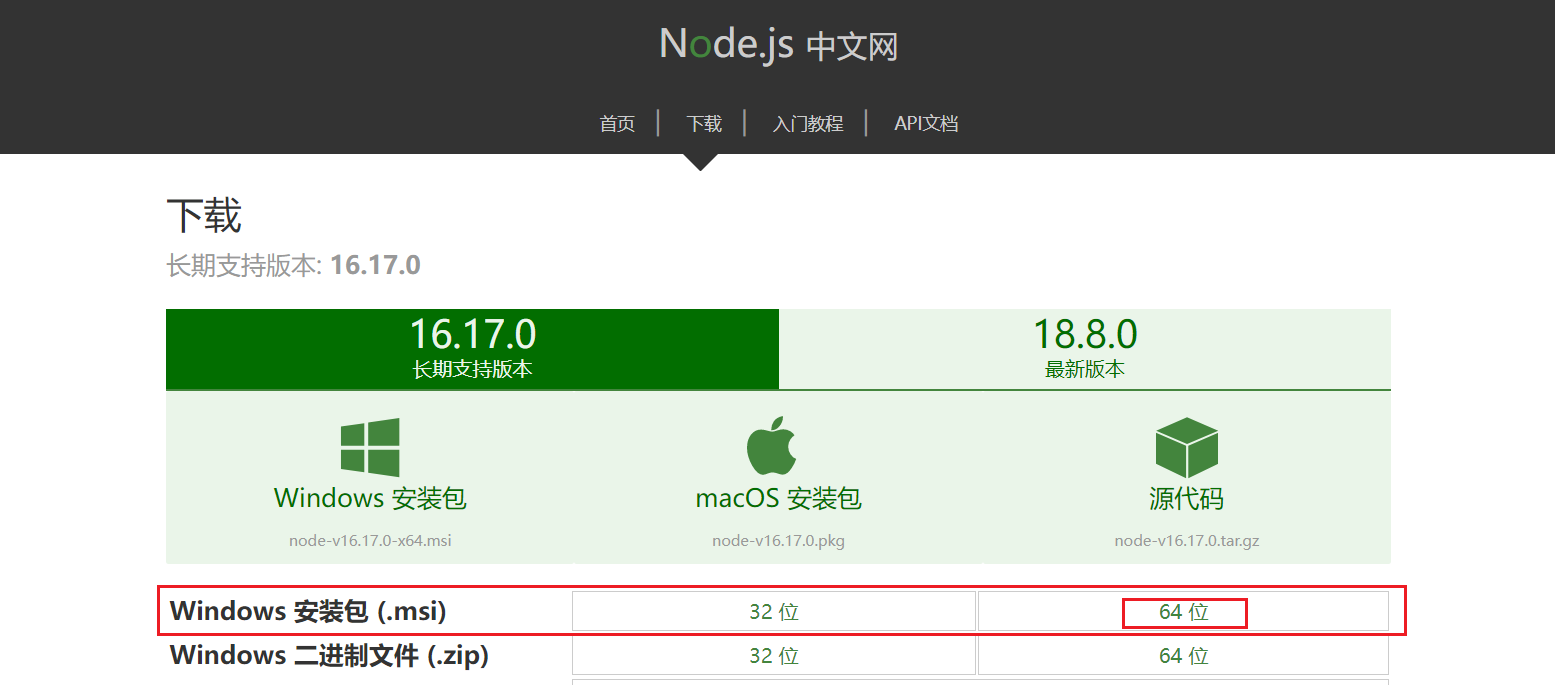 Node.js 中文网
首页 | 下载 | 入门教程 | API文档
下载
长期支持版本: 16.17.0
16.17.0 18.8.0
长期支持版本 最新版本
Windows 安装包 macOS 安装包 源代码
node-v16.17.0-x64.msi node-v16.17.0.pkg node-v16.17.0.tar.gz
Windows 安装包 (.msi) 32 位 64 位
Windows 二进制文件 (.zip) 32 位 64 位